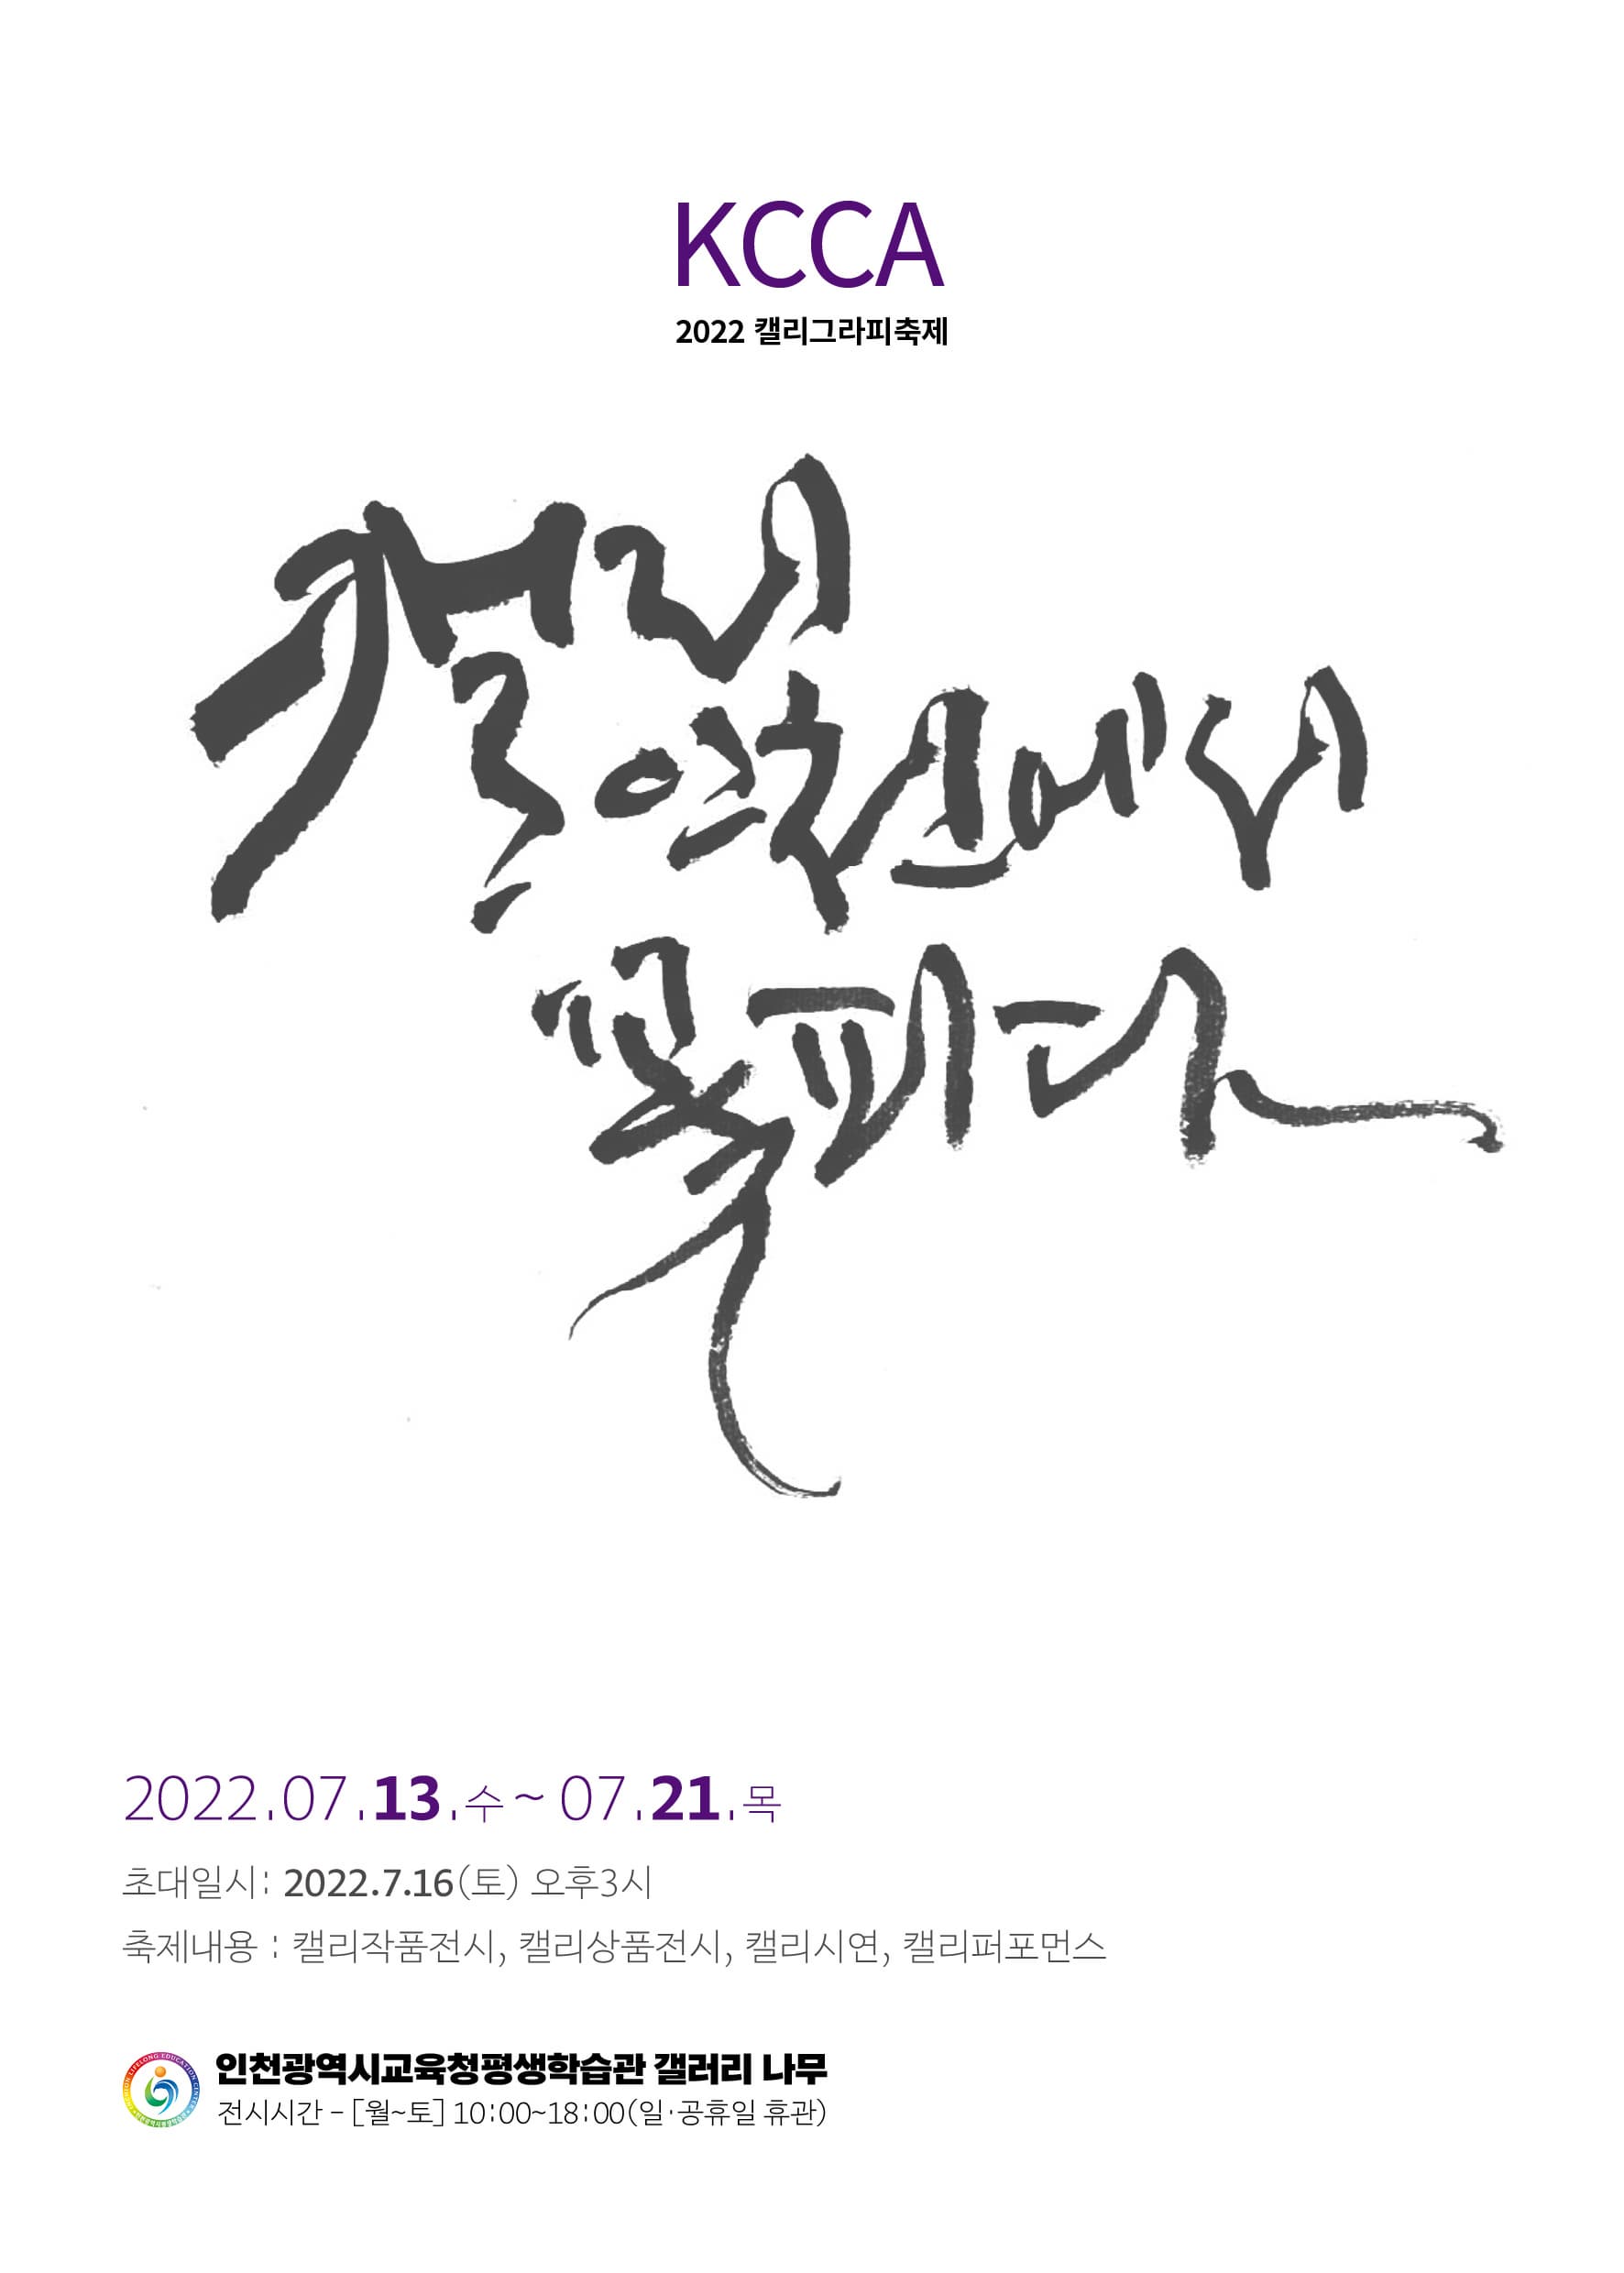 KCCA
2022 캘리그라피축제
캘리
인천에서
꽃피다
2022.07.13.수~07.21.목
초대일시: 2022.7.16(토) 오후3시
축제내용 : 캘리작품전시, 캘리상품전시, 캘리시연, 캘리퍼포먼스
인천광역시교육청평생학습관 갤러리 나무
전시시간 - [월~토] 10:00~18:00(일·공휴일 휴관)